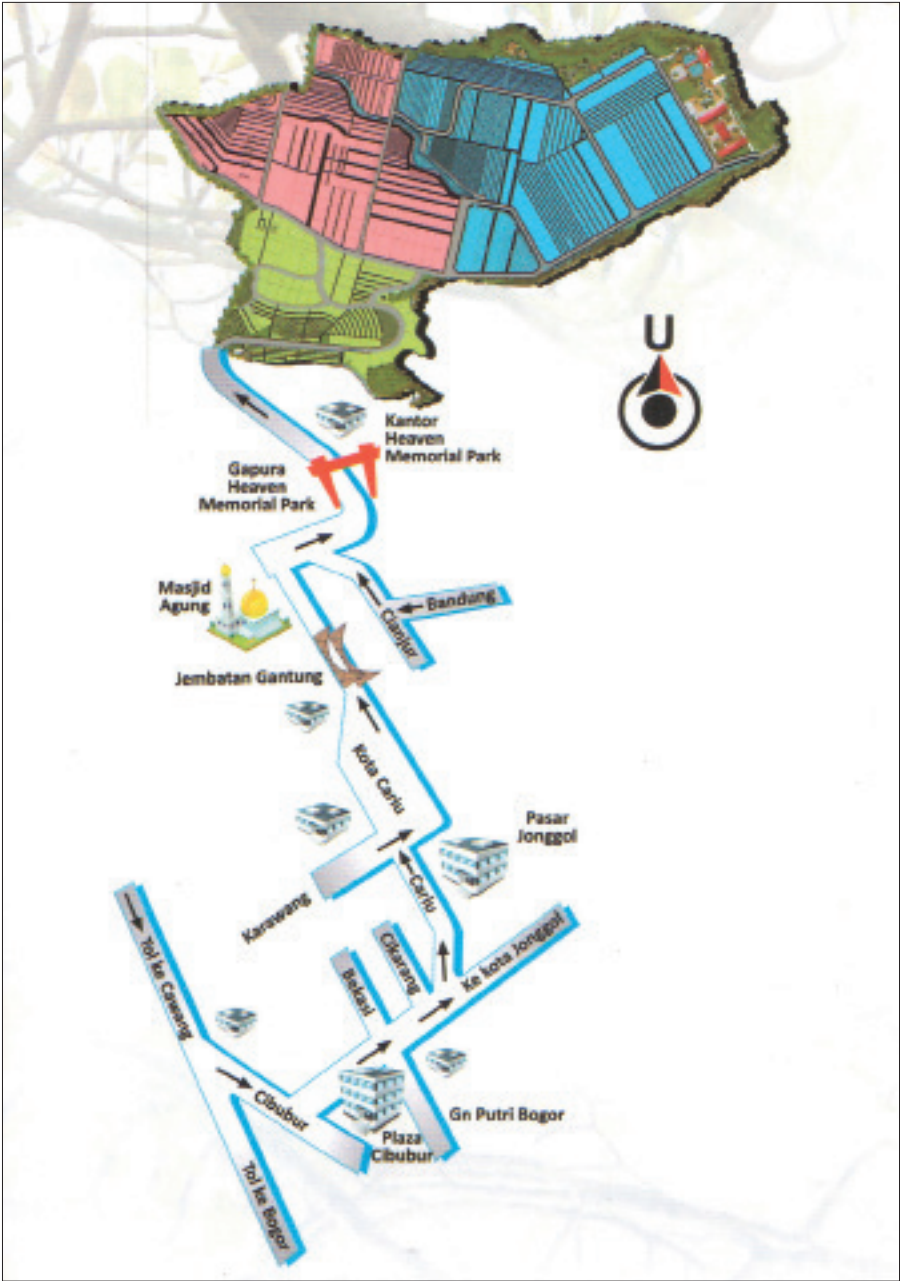 U
Kantor
Heaven
Memorial Park
Gapura
Heaven
Memorial Park
Masjid
Agung
Bandung
Cianjur
Jembatan Gantung
Kota Cariu
Pasar
Jonggol
Cariu
Karawang
Ke kota Jonggol
Cikarang
Bekasi
Tol ke Cawang
Cibubur
Gn Putri Bogor
Plaza
Cibubur
Tol ke Bogor